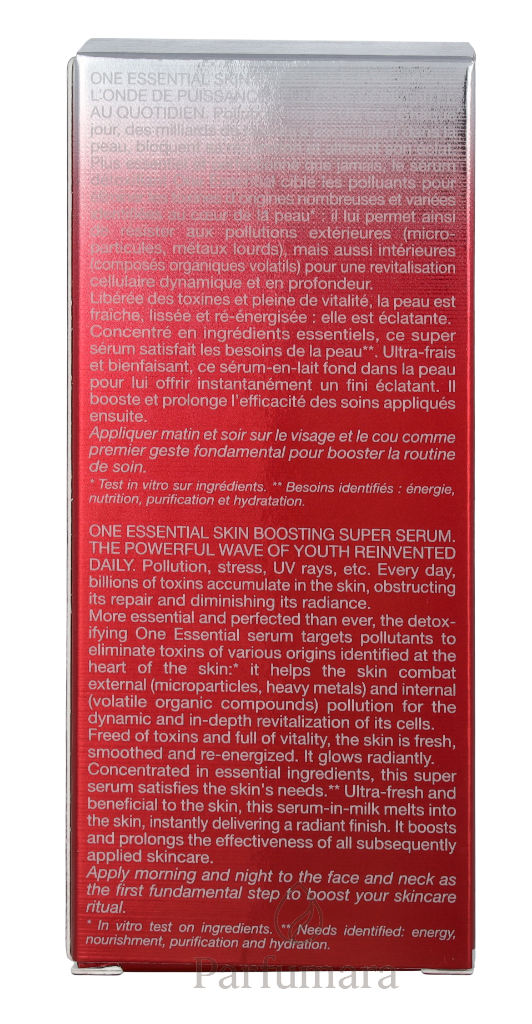 ONE ESSENTIAL SKIN
L'ONDE DE PUISSANC
AU QUOTIDIEN.
jour, des milliards
peau,
Plus que jamais, le sérum
cible les polluants pour
d'origines nombreuses et variées
au cœur de la peau* : il lui permet ainsi
de résister aux pollutions extérieures (micro-
particules, métaux lourds), mais aussi intérieures
(composés organiques volatils) pour une revitalisation
cellulaire dynamique et en profondeur.
Libérée des toxines et pleine de vitalité, la peau est
fraîche, lissée et ré-énergisée : elle est éclatante.
Concentré en ingrédients essentiels, ce super
sérum satisfait les besoins de la peau**. Ultra-frais
et bienfaisant, ce sérum-en-lait fond dans la peau
pour lui offrir instantanément un fini éclatant. Il
booste et prolonge l'efficacité des soins appliqués
ensuite.
Appliquer matin et soir sur le visage et le cou comme
premier geste fondamental pour booster la routine
de soin.
* Test in vitro sur ingrédients. ** Besoins identifiés : énergie,
nutrition, purification et hydratation.
ONE ESSENTIAL SKIN BOOSTING SUPER SERUM.
THE POWERFUL WAVE OF YOUTH REINVENTED
DAILY. Pollution, stress, UV rays, etc. Every day,
billions of toxins accumulate in the skin, obstructing
its repair and diminishing its radiance.
More essential and perfected than ever, the detox-
ifying One Essential serum targets pollutants to
eliminate toxins of various origins identified at the
heart of the skin:* it helps the skin combat
external (microparticles, heavy metals) and internal
(volatile organic compounds) pollution for the
dynamic and in-depth revitalization of its cells.
Freed of toxins and full of vitality, the skin is fresh,
smoothed and re-energized. It glows radiantly.
Concentrated in essential ingredients, this super
serum satisfies the skin's needs.** Ultra-fresh and
beneficial to the skin, this serum-in-milk melts into
the skin, instantly delivering a radiant finish. It boosts
and prolongs the effectiveness of all subsequently
applied skincare.
Apply morning and night to the face and neck as
the first fundamental step to boost your skincare
ritual.
* In vitro test on ingredients. ** Needs identified: energy,
nourishment, purification and hydration.
Parfumara